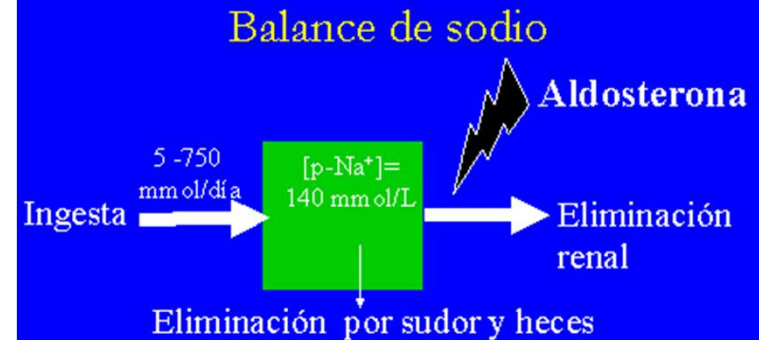 Balance de sodio
Aldosterona
5 -750
mmol/día
[p-Na⁺]=
140 mmol/L
Ingesta
Eliminación
renal
Eliminación por sudor y heces